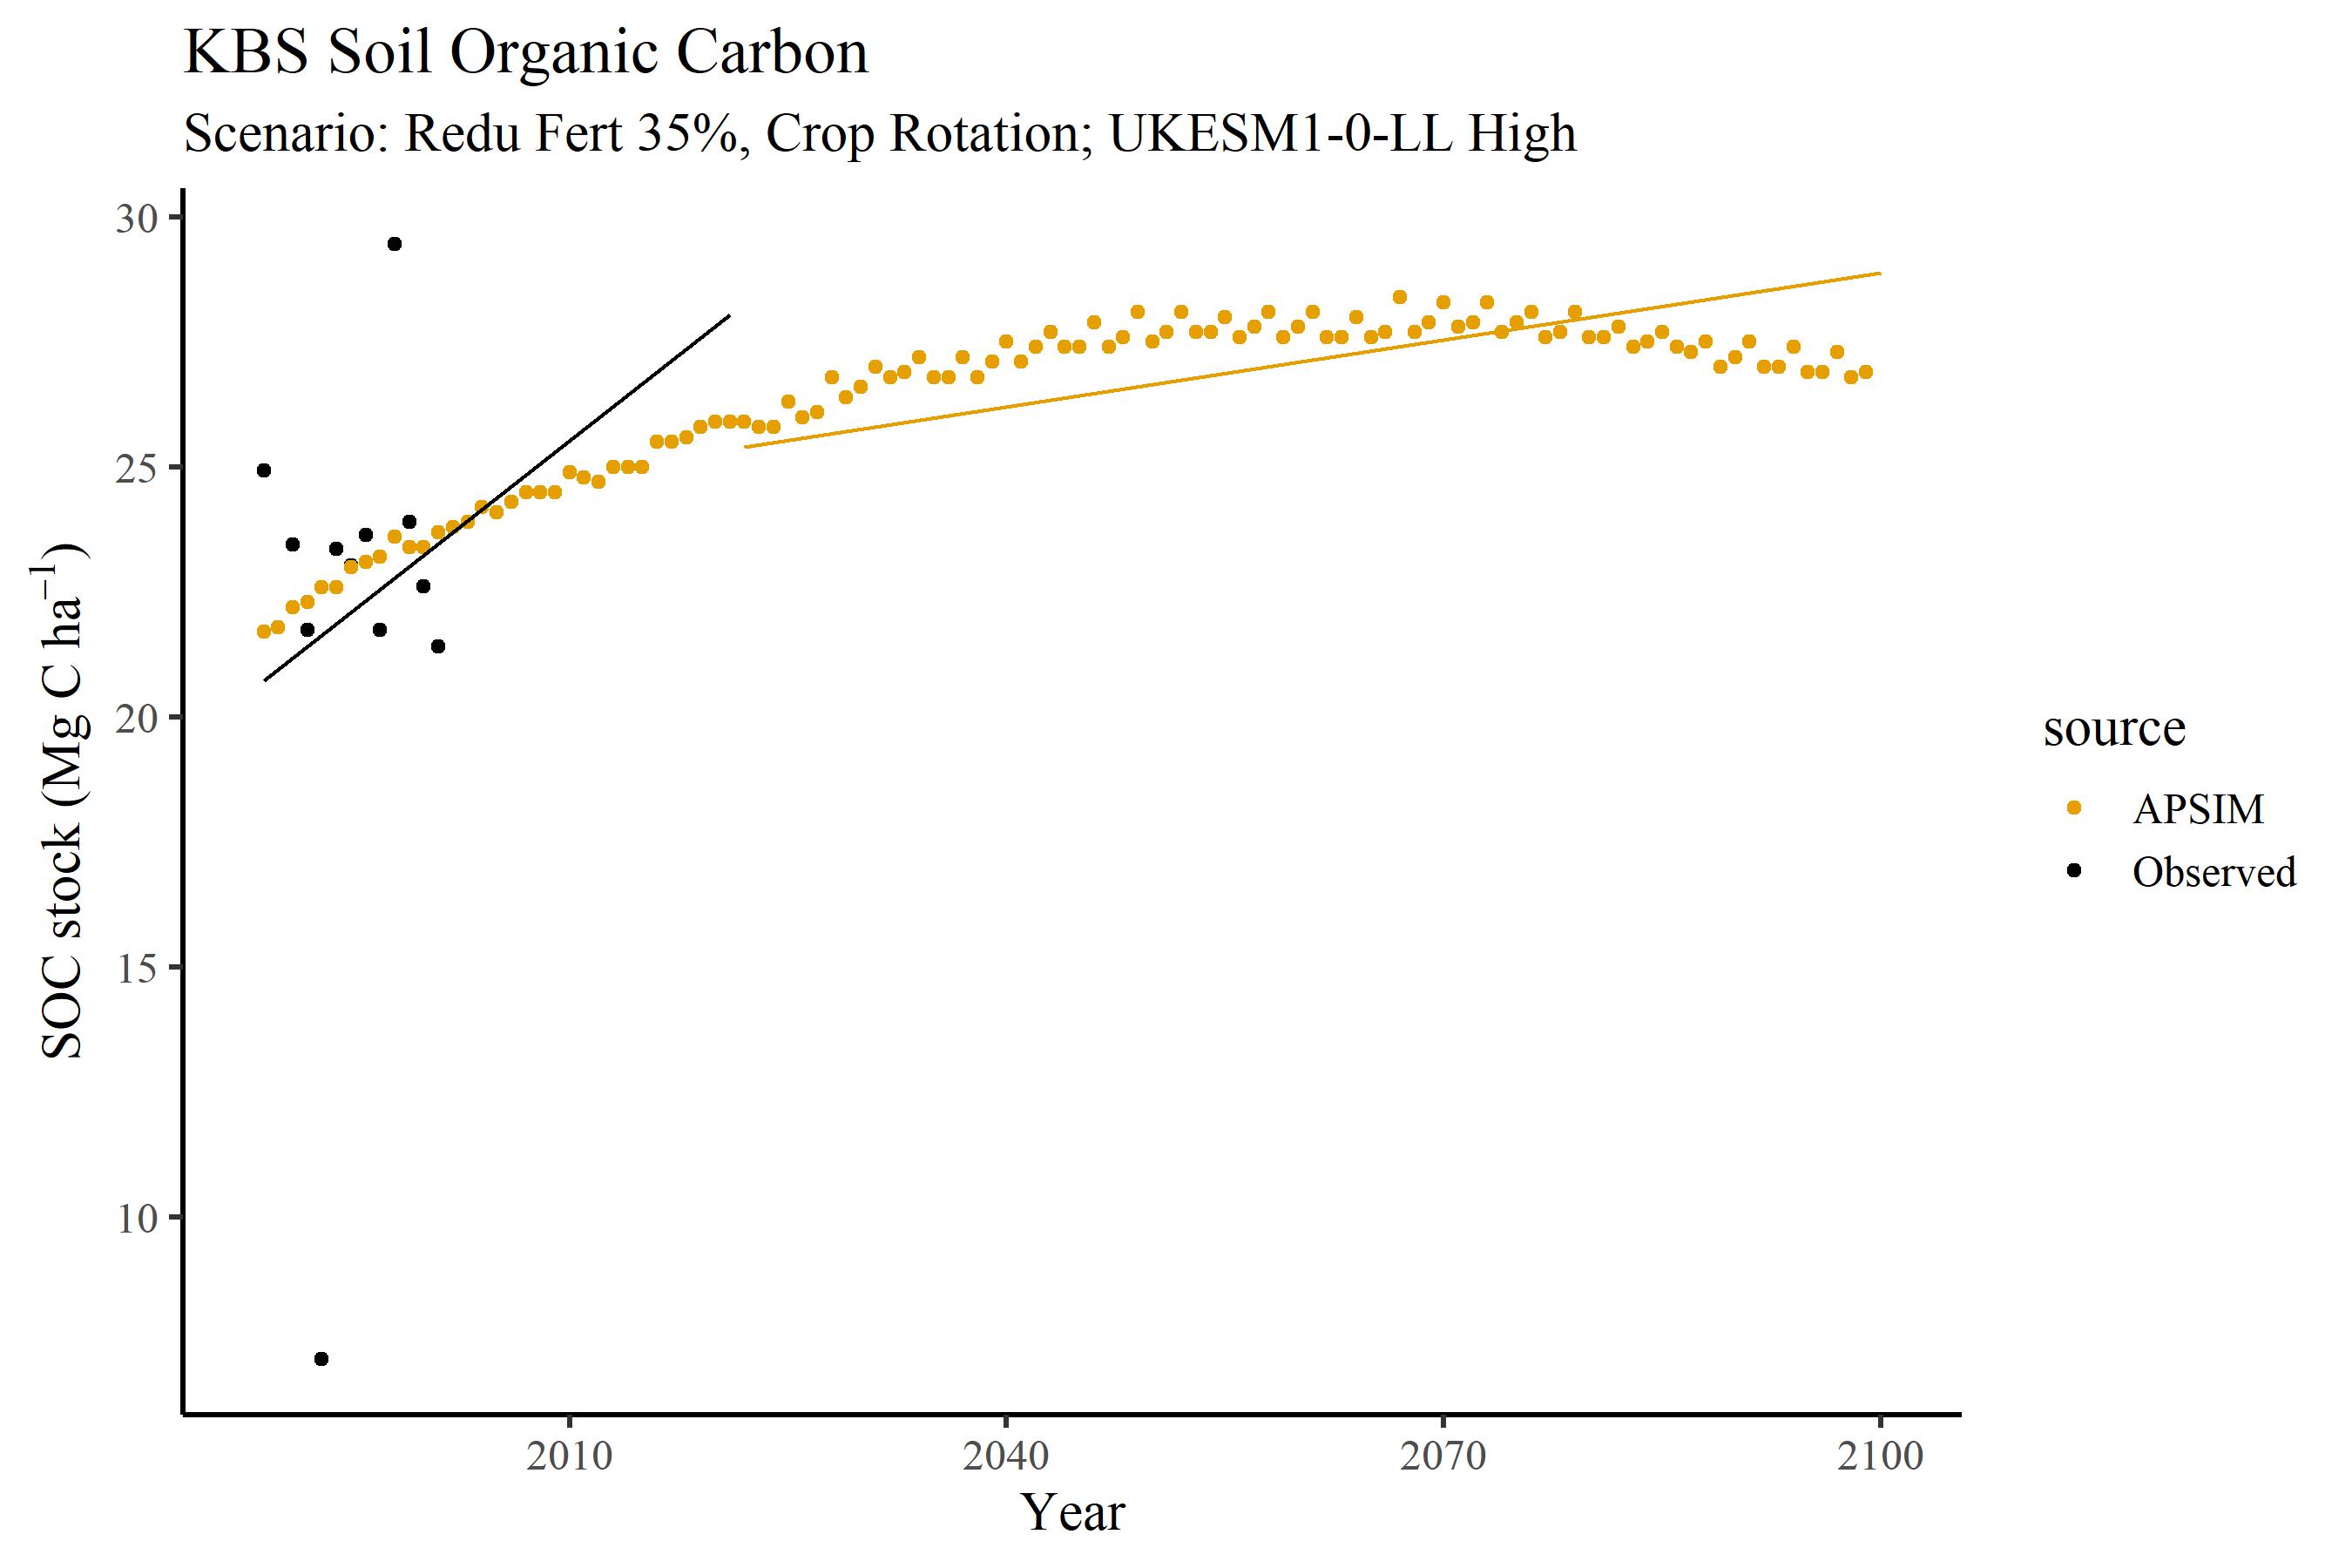 KBS Soil Organic Carbon
Scenario: Redu Fert 35%, Crop Rotation; UKESM1-0-LL High
SOC stock (Mg C ha⁻¹)
30
25
20
15
10
2010
2040
2070
2100
Year
source
APSIM
Observed